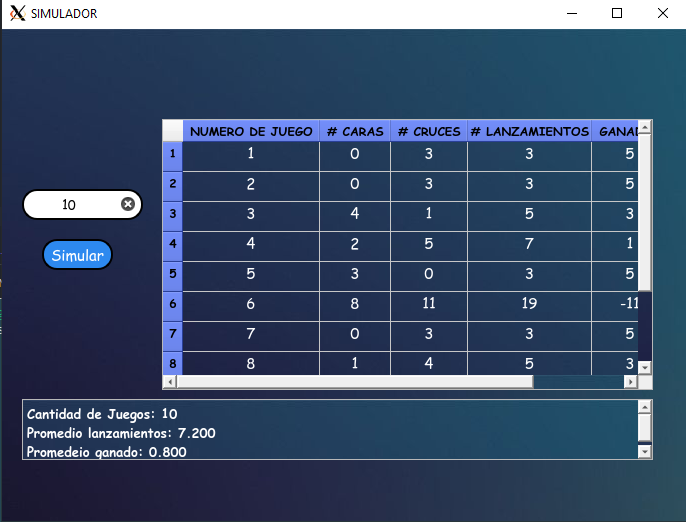 SIMULADOR
NUMERO DE JUEGO # CARAS # CRUCES # LANZAMIENTOS GANAD
1 1 0 3 3 5
2 2 0 3 3 5
3 3 4 1 5 3
4 4 2 5 7 1
5 5 3 0 3 5
6 6 8 11 19 -11
7 7 0 3 3 5
8 8 1 4 5 3
10
Simular
Cantidad de Juegos: 10
Promedio lanzamientos: 7.200
Promedeio ganado: 0.800